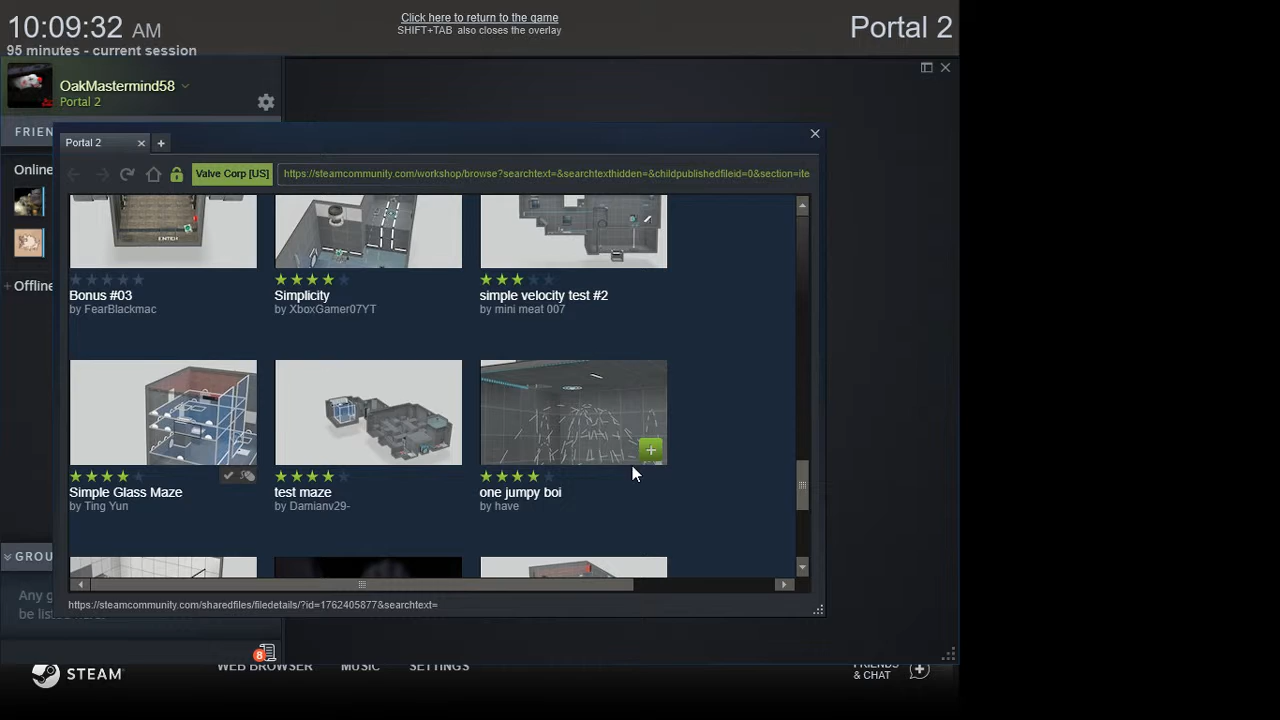 10:09:32 AM
95 minutes - current session
Click here to return to the game
SHIFT+TAB also closes the overlay
Portal 2
OakMastermind58
Portal 2
FRIEN
Online
Offline
Portal 2
Valve Corp [US]
https://steamcommunity.com/workshop/browse?searchtext=&searchtexthidden=&childpublishedfileid=0&section=ite
ENTER
Bonus #03
by FearBlackmac
Simplicity
by XboxGamer07YT
simple velocity test #2
by mini meat 007
Simple Glass Maze
by Ting Yun
test maze
by Damianv29-
one jumpy boi
by have
GROU
Any g
be lis
https://steamcommunity.com/sharedfiles/filedetails/?id=1762405877&searchtext=
8
STEAM
WEB BROWSER
MUSIC
SETTINGS
FRIENDS
& CHAT